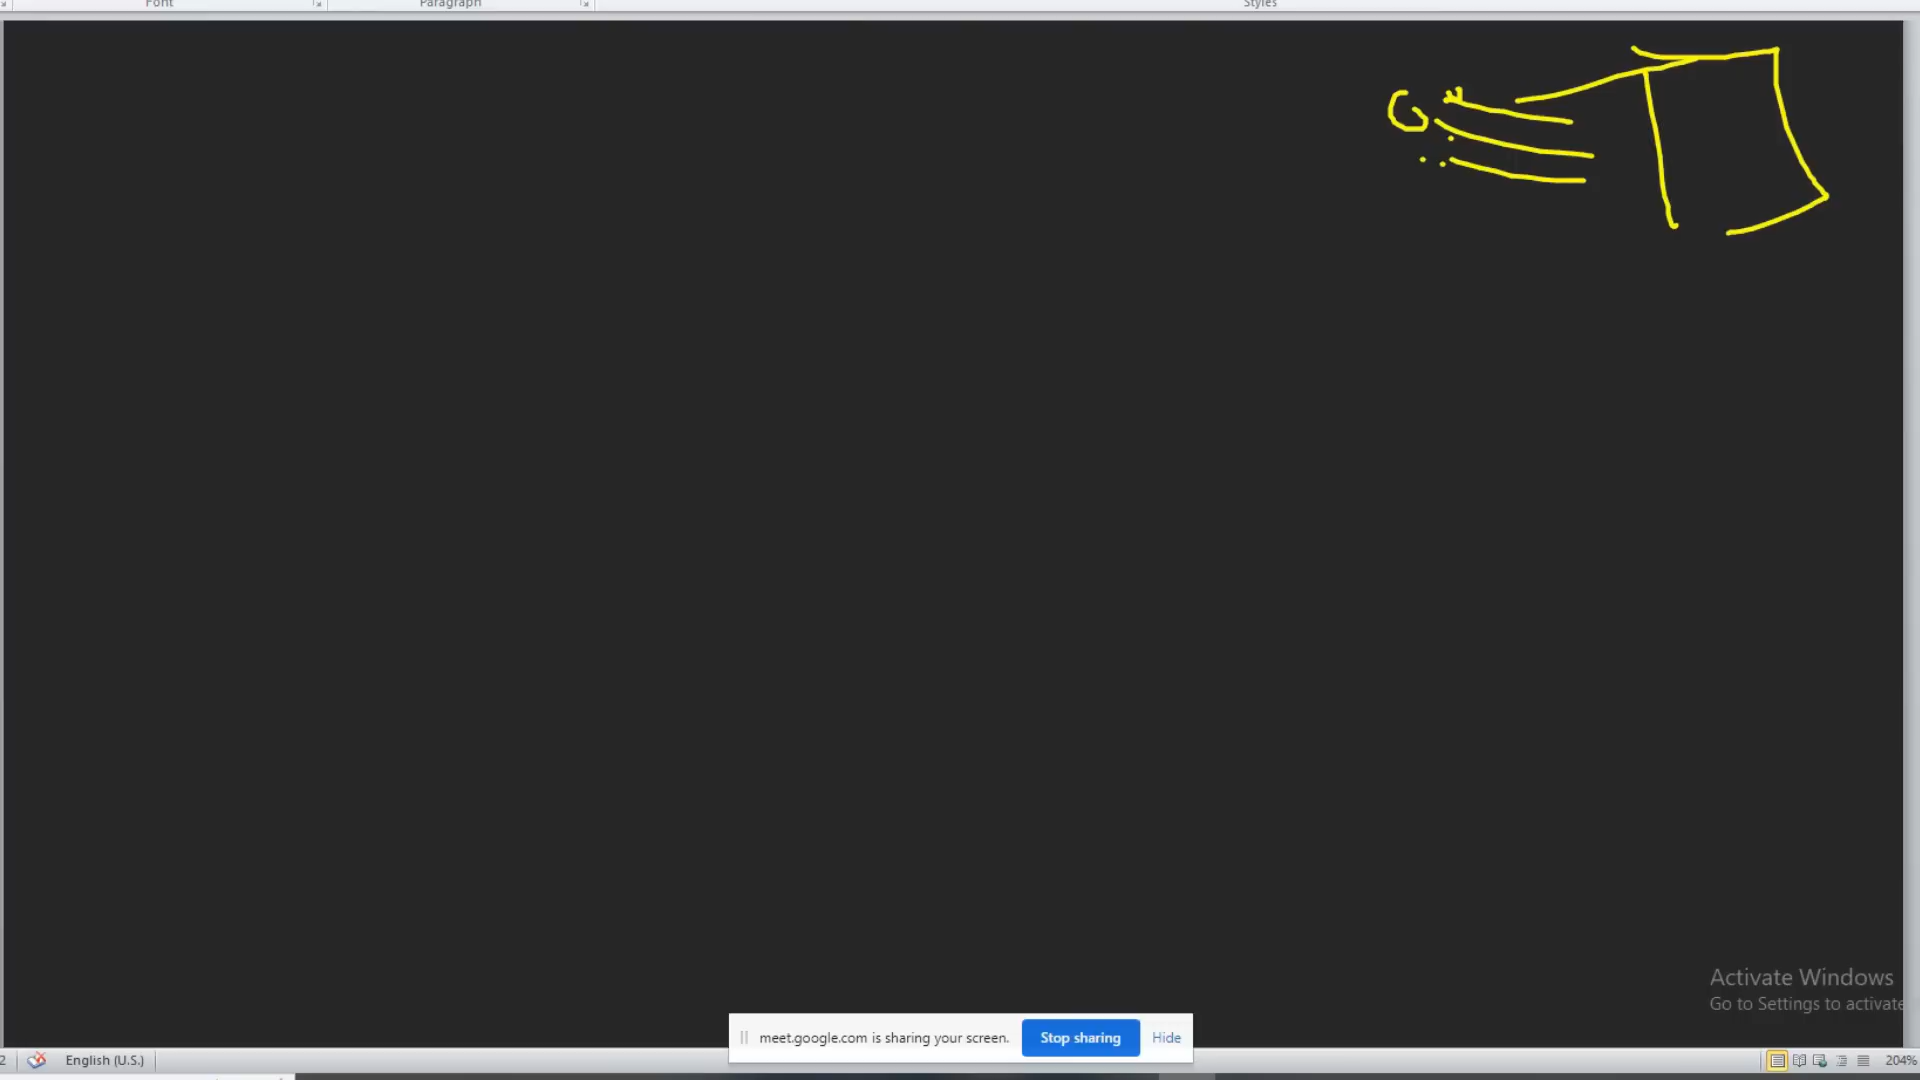 Font Paragraph Styles
Activate Windows
Go to Settings to activate
meet.google.com is sharing your screen. Stop sharing Hide
2 English (U.S.) 204%